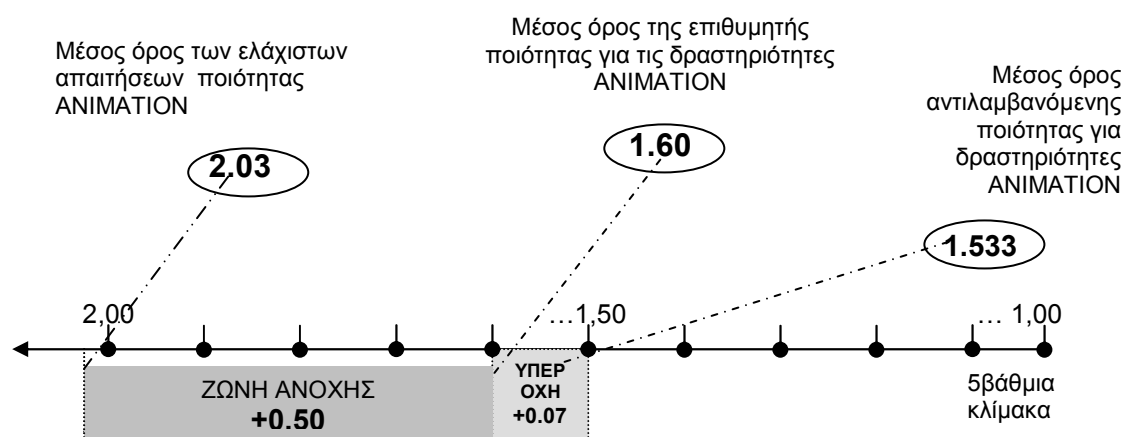 Μέσος όρος των ελάχιστων
απαιτήσεων ποιότητας
ANIMATION
Μέσος όρος της επιθυμητής
ποιότητας για τις δραστηριότητες
ANIMATION
Μέσος όρος
αντιλαμβανόμενης
ποιότητας για
δραστηριότητες
ANIMATION
2.03
1.60
1.533
2,00
…1,50
… 1,00
ΖΩΝΗ ΑΝΟΧΗΣ
+0.50
ΥΠΕΡ
ΟΧΗ
+0.07
5βάθμια
κλίμακα